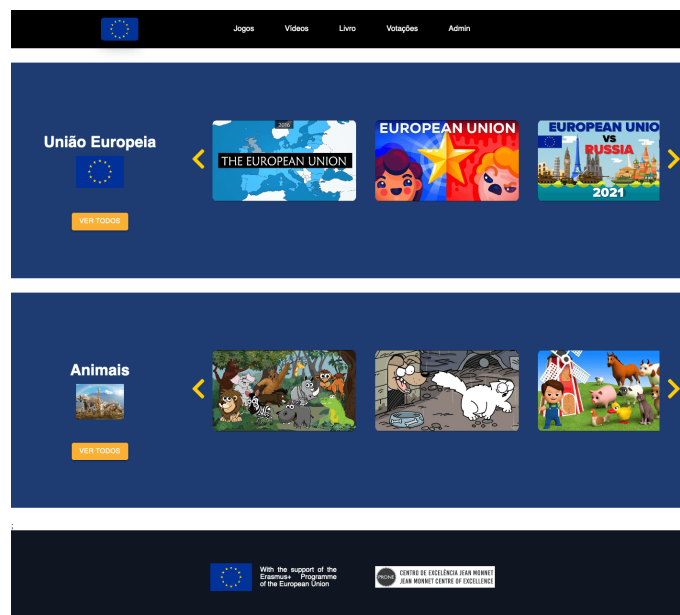 Jogos Vídeos Livro Votações Admin
União Europeia
VER TODOS
2016
THE EUROPEAN UNION
EUROPEAN UNION
EUROPEAN UNIO
VS
RUSSIA
2021
Animais
VER TODOS
;
With the support of the
Erasmus+ Programme
of the European Union
PRONE
CENTRO DE EXCELÊNCIA JEAN MONNET
JEAN MONNET CENTRE OF EXCELLENCE